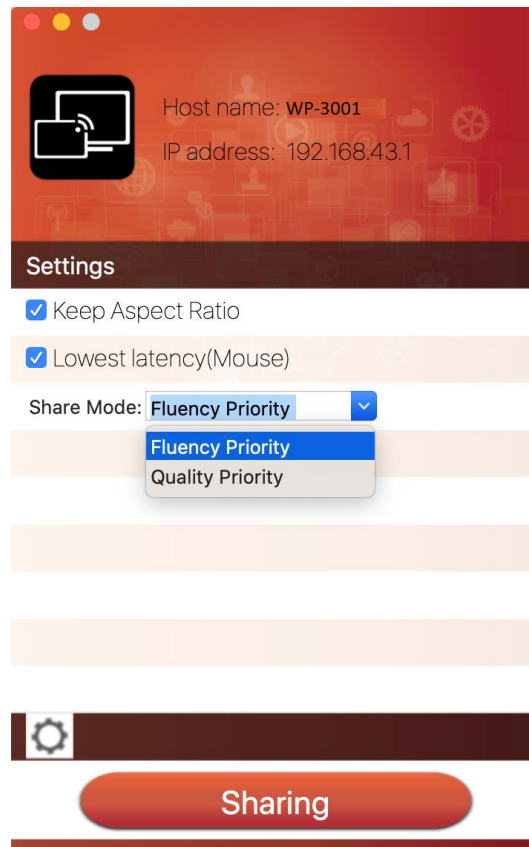 Host name: WP-3001
IP address: 192.168.43.1
Settings
Keep Aspect Ratio
Lowest latency(Mouse)
Share Mode: Fluency Priority
Fluency Priority
Quality Priority
Sharing